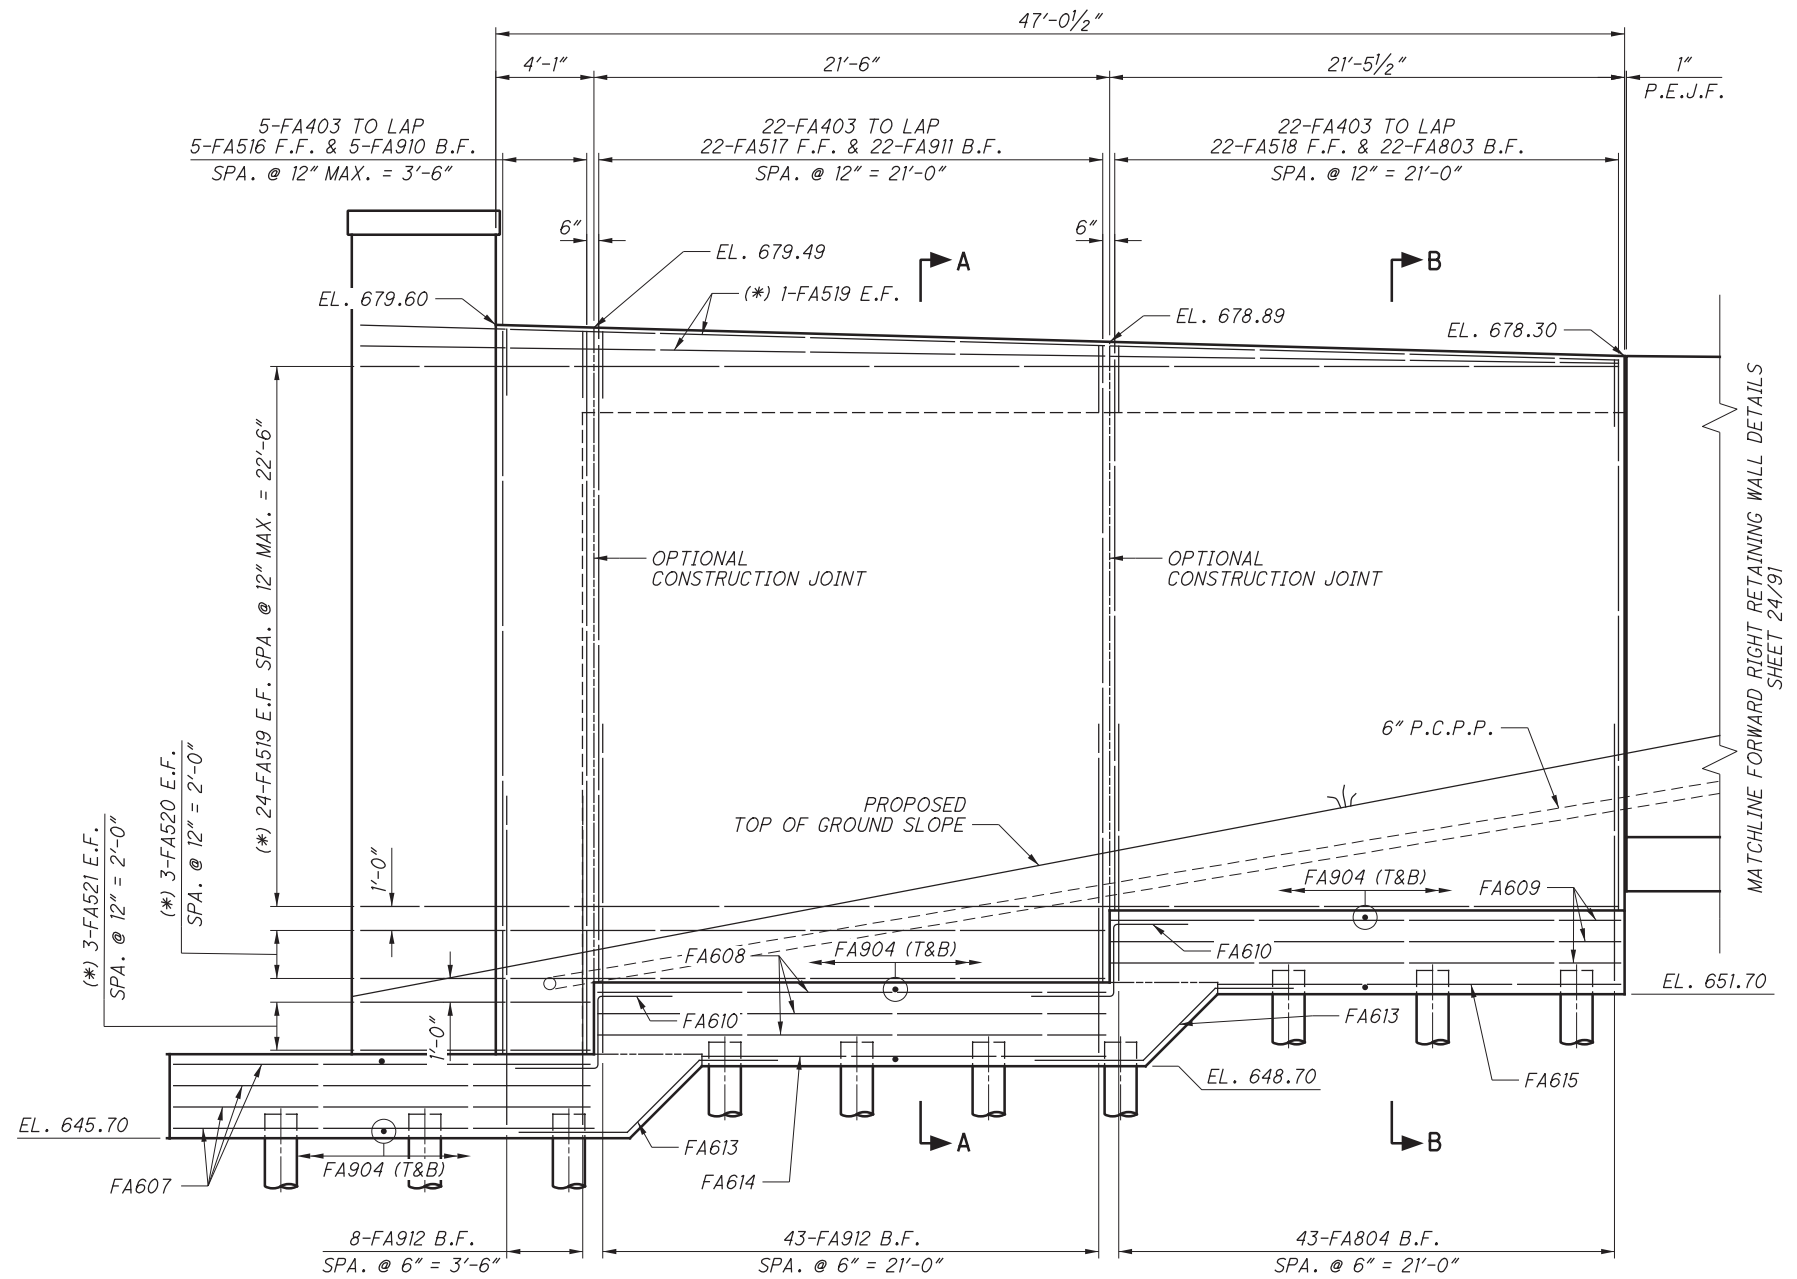 47'-0½"
4'-1"
21'-6"
21'-5½"
1"
P.E.J.F.
5-FA403 TO LAP
5-FA516 F.F. & 5-FA910 B.F.
SPA. @ 12" MAX. = 3'-6"
22-FA403 TO LAP
22-FA517 F.F. & 22-FA911 B.F.
SPA. @ 12" = 21'-0"
22-FA403 TO LAP
22-FA518 F.F. & 22-FA803 B.F.
SPA. @ 12" = 21'-0"
6"
6"
EL. 679.49
A
B
EL. 679.60
(*) 1-FA519 E.F.
EL. 678.89
EL. 678.30
OPTIONAL
CONSTRUCTION JOINT
OPTIONAL
CONSTRUCTION JOINT
MATCHLINE FORWARD RIGHT RETAINING WALL DETAILS
SHEET 24/91
(*) 24-FA519 E.F. SPA. @ 12" MAX. = 22'-6"
(*) 3-FA520 E.F.
SPA. @ 12" = 2'-0"
(*) 3-FA521 E.F.
SPA. @ 12" = 2'-0"
1'-0"
1'-0"
6" P.C.P.P.
PROPOSED
TOP OF GROUND SLOPE
FA904 (T&B)
FA609
FA608
FA904 (T&B)
FA610
EL. 651.70
FA610
FA613
EL. 648.70
FA615
EL. 645.70
FA613
FA904 (T&B)
FA607
FA614
A
B
8-FA912 B.F.
SPA. @ 6" = 3'-6"
43-FA912 B.F.
SPA. @ 6" = 21'-0"
43-FA804 B.F.
SPA. @ 6" = 21'-0"